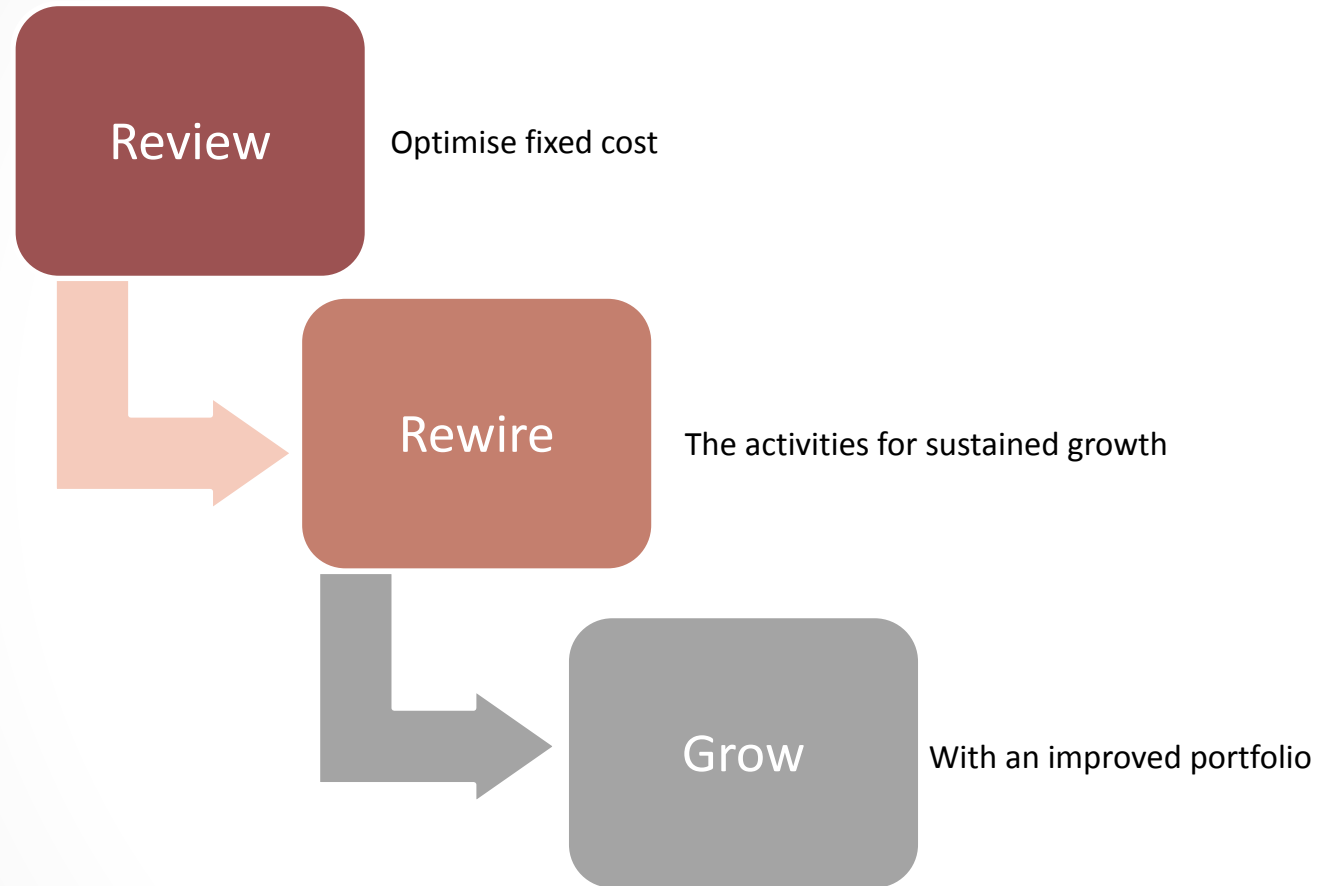 Review
Optimise fixed cost
Rewire
The activities for sustained growth
Grow
With an improved portfolio